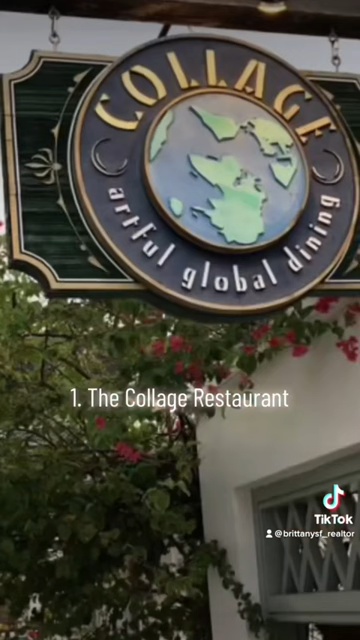 COLLAGE
artful global dining
1. The Collage Restaurant
TikTok
@brittanysf_realtor